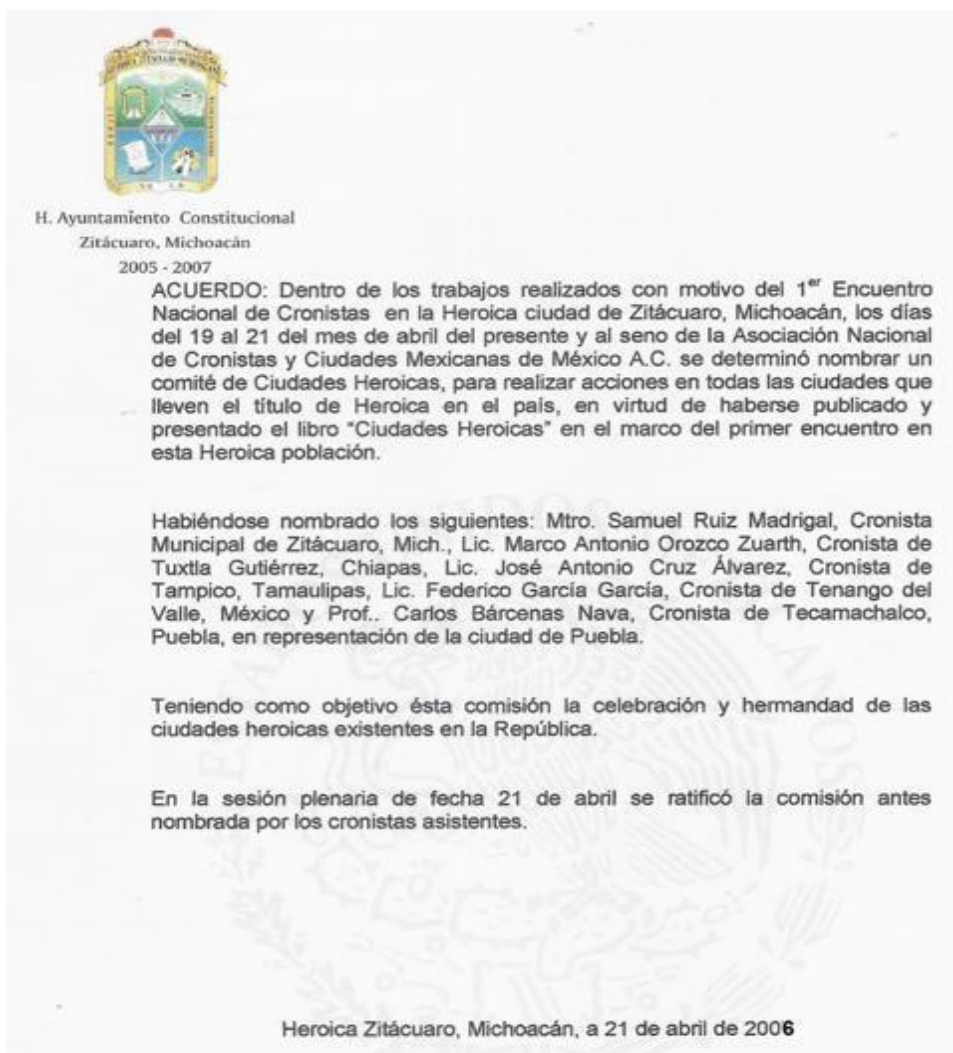 H. Ayuntamiento Constitucional
Zitácuaro, Michoacán
2005 - 2007
ACUERDO: Dentro de los trabajos realizados con motivo del 1er Encuentro
Nacional de Cronistas en la Heroica ciudad de Zitácuaro, Michoacán, los días
del 19 al 21 del mes de abril del presente y al seno de la Asociación Nacional
de Cronistas y Ciudades Mexicanas de México A.C. se determinó nombrar un
comité de Ciudades Heroicas, para realizar acciones en todas las ciudades que
lleven el título de Heroica en el país, en virtud de haberse publicado y
presentado el libro "Ciudades Heroicas" en el marco del primer encuentro en
esta Heroica población.
Habiéndose nombrado los siguientes: Mtro. Samuel Ruiz Madrigal, Cronista
Municipal de Zitácuaro, Mich., Lic. Marco Antonio Orozco Zuarth, Cronista de
Tuxtla Gutiérrez, Chiapas, Lic. José Antonio Cruz Álvarez, Cronista de
Tampico, Tamaulipas, Lic. Federico García García, Cronista de Tenango del
Valle, México y Prof.. Carlos Bárcenas Nava, Cronista de Tecamachalco,
Puebla, en representación de la ciudad de Puebla.
Teniendo como objetivo ésta comisión la celebración y hermandad de las
ciudades heroicas existentes en la República.
En la sesión plenaria de fecha 21 de abril se ratificó la comisión antes
nombrada por los cronistas asistentes.
Heroica Zitácuaro, Michoacán, a 21 de abril de 2006